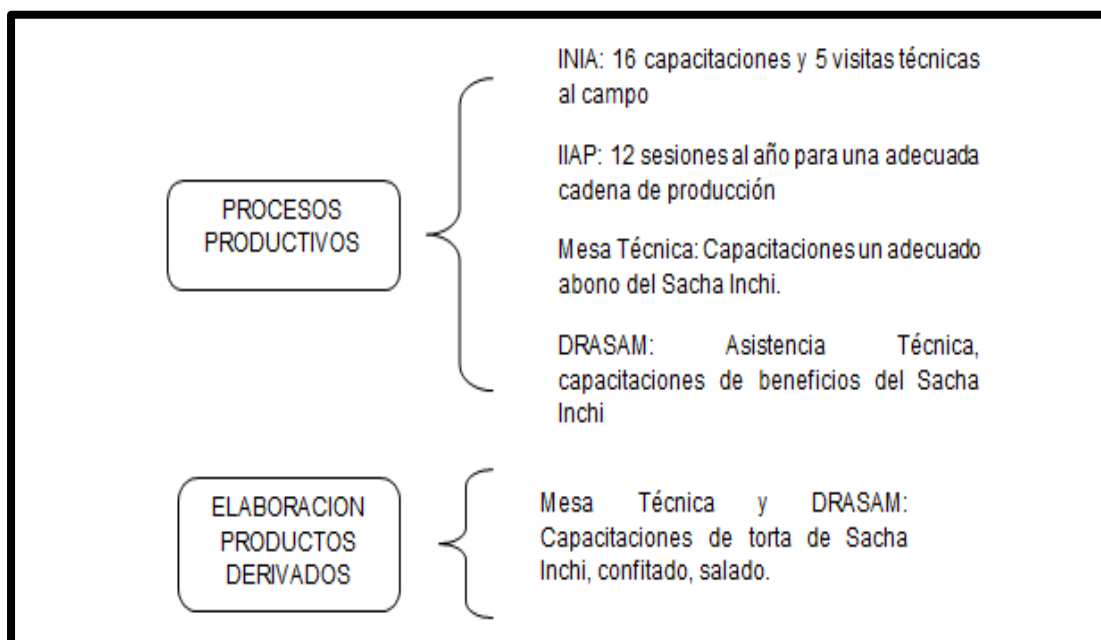 INIA: 16 capacitaciones y 5 visitas técnicas
al campo
IIAP: 12 sesiones al año para una adecuada
cadena de producción
PROCESOS
PRODUCTIVOS
Mesa Técnica: Capacitaciones un adecuado
abono del Sacha Inchi.
DRASAM: Asistencia Técnica,
capacitaciones de beneficios del Sacha
Inchi
ELABORACION
PRODUCTOS
DERIVADOS
Mesa Técnica y DRASAM:
Capacitaciones de torta de Sacha
Inchi, confitado, salado.